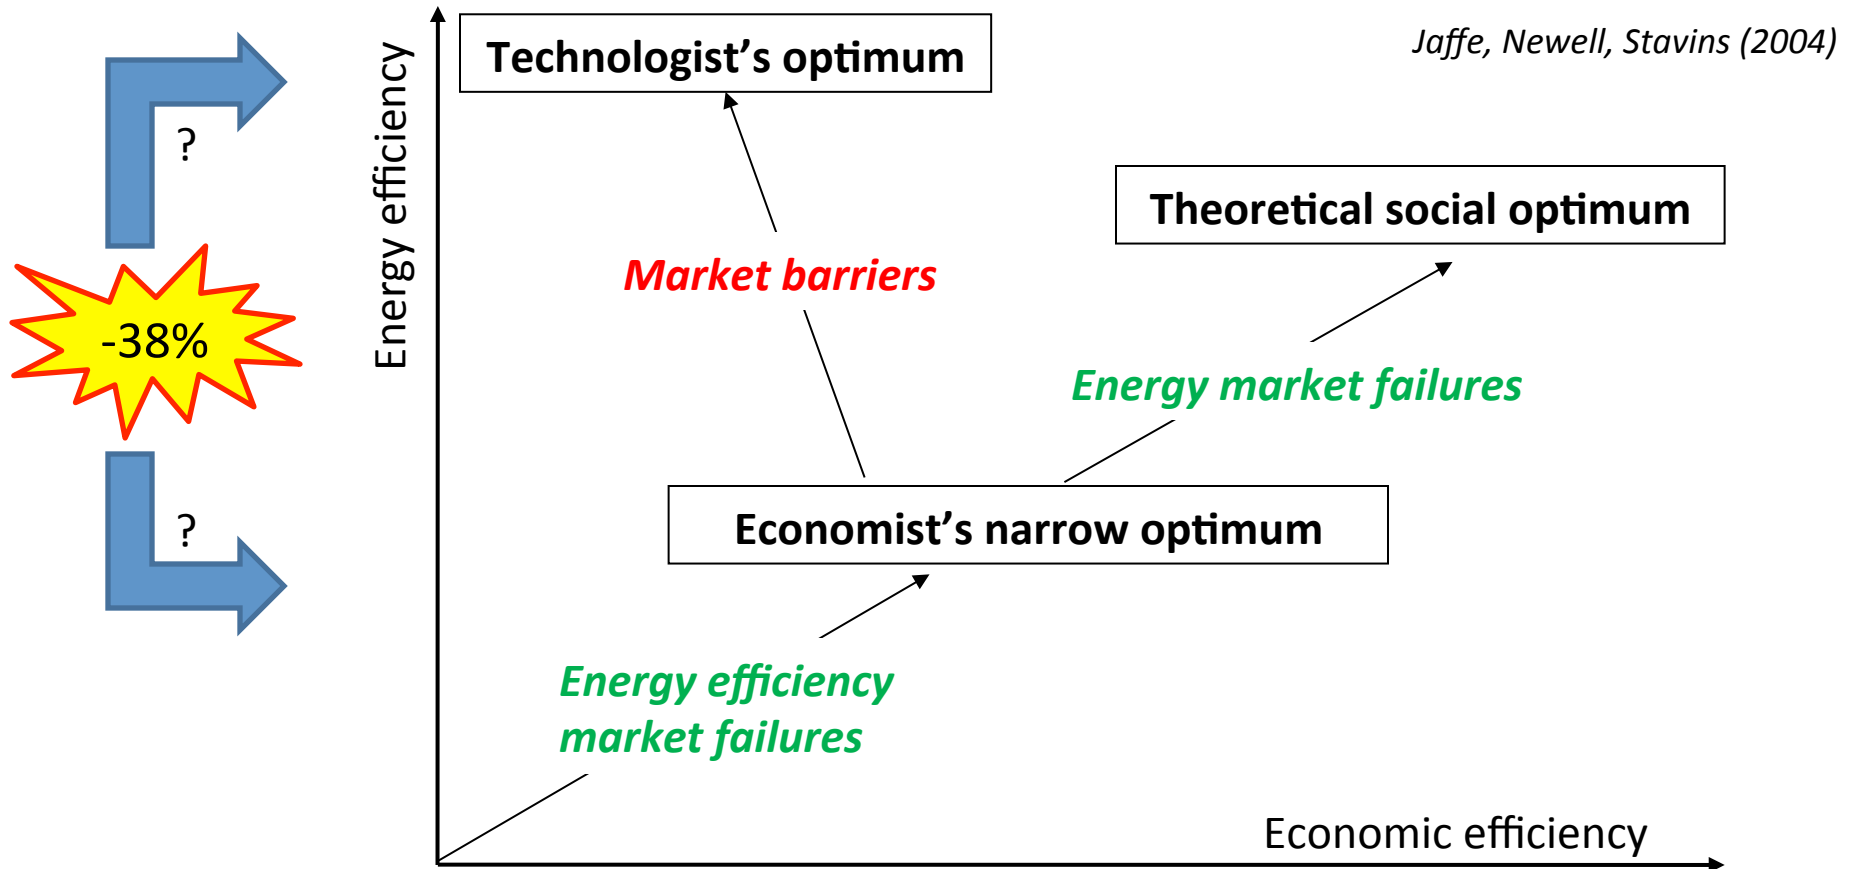 Technologist's optimum
Jaffe, Newell, Stavins (2004)
Energy efficiency
?
Theoretical social optimum
Market barriers
-38%
Energy market failures
Economist's narrow optimum
?
Energy efficiency
market failures
Economic efficiency